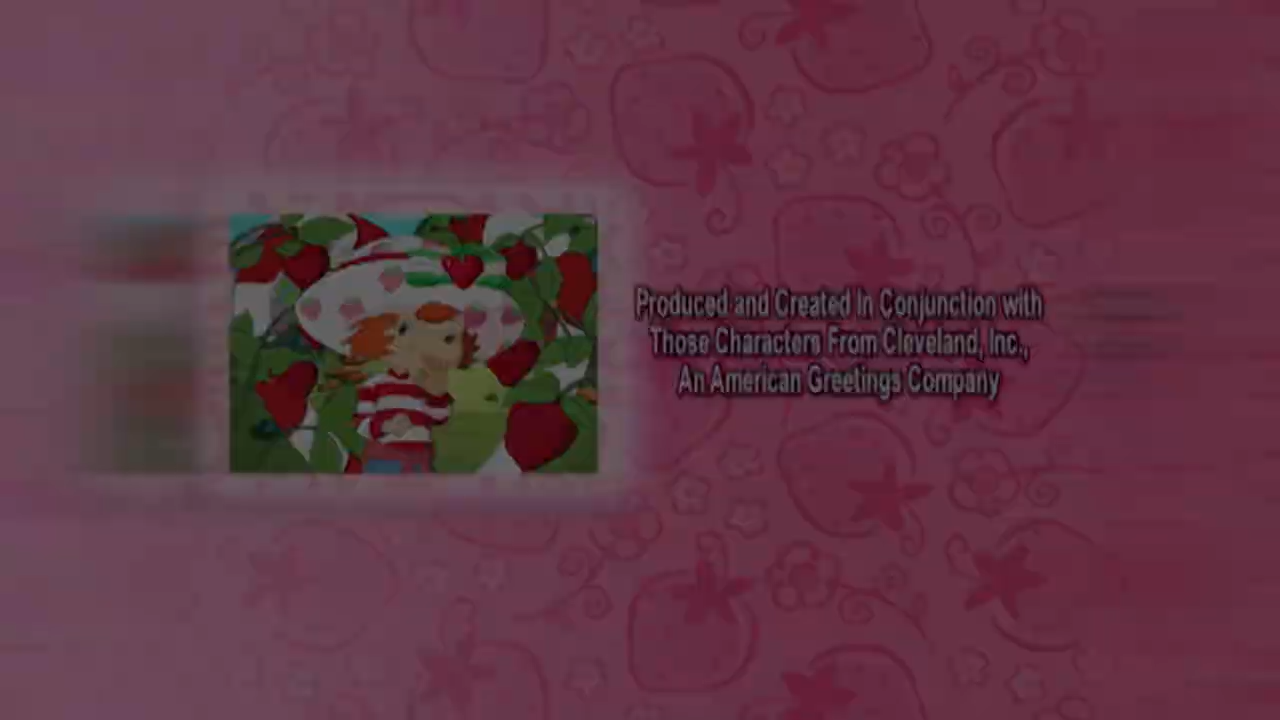 Produced and Created In Conjunction with
Those Characters From Cleveland, Inc.,
An American Greetings Company